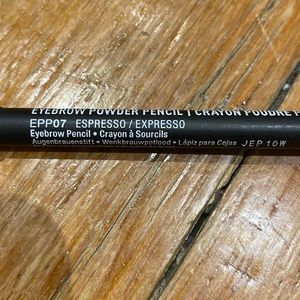 EYEBROW POWDER PENCIL | CRAYON POUDRE P
EPP07 ESPRESSO / EXPRESSO
Eyebrow Pencil • Crayon à Sourcils
Augenbrauenstift • Wenkbrauwpotlood • Lápiz para Cejas JEP 10W